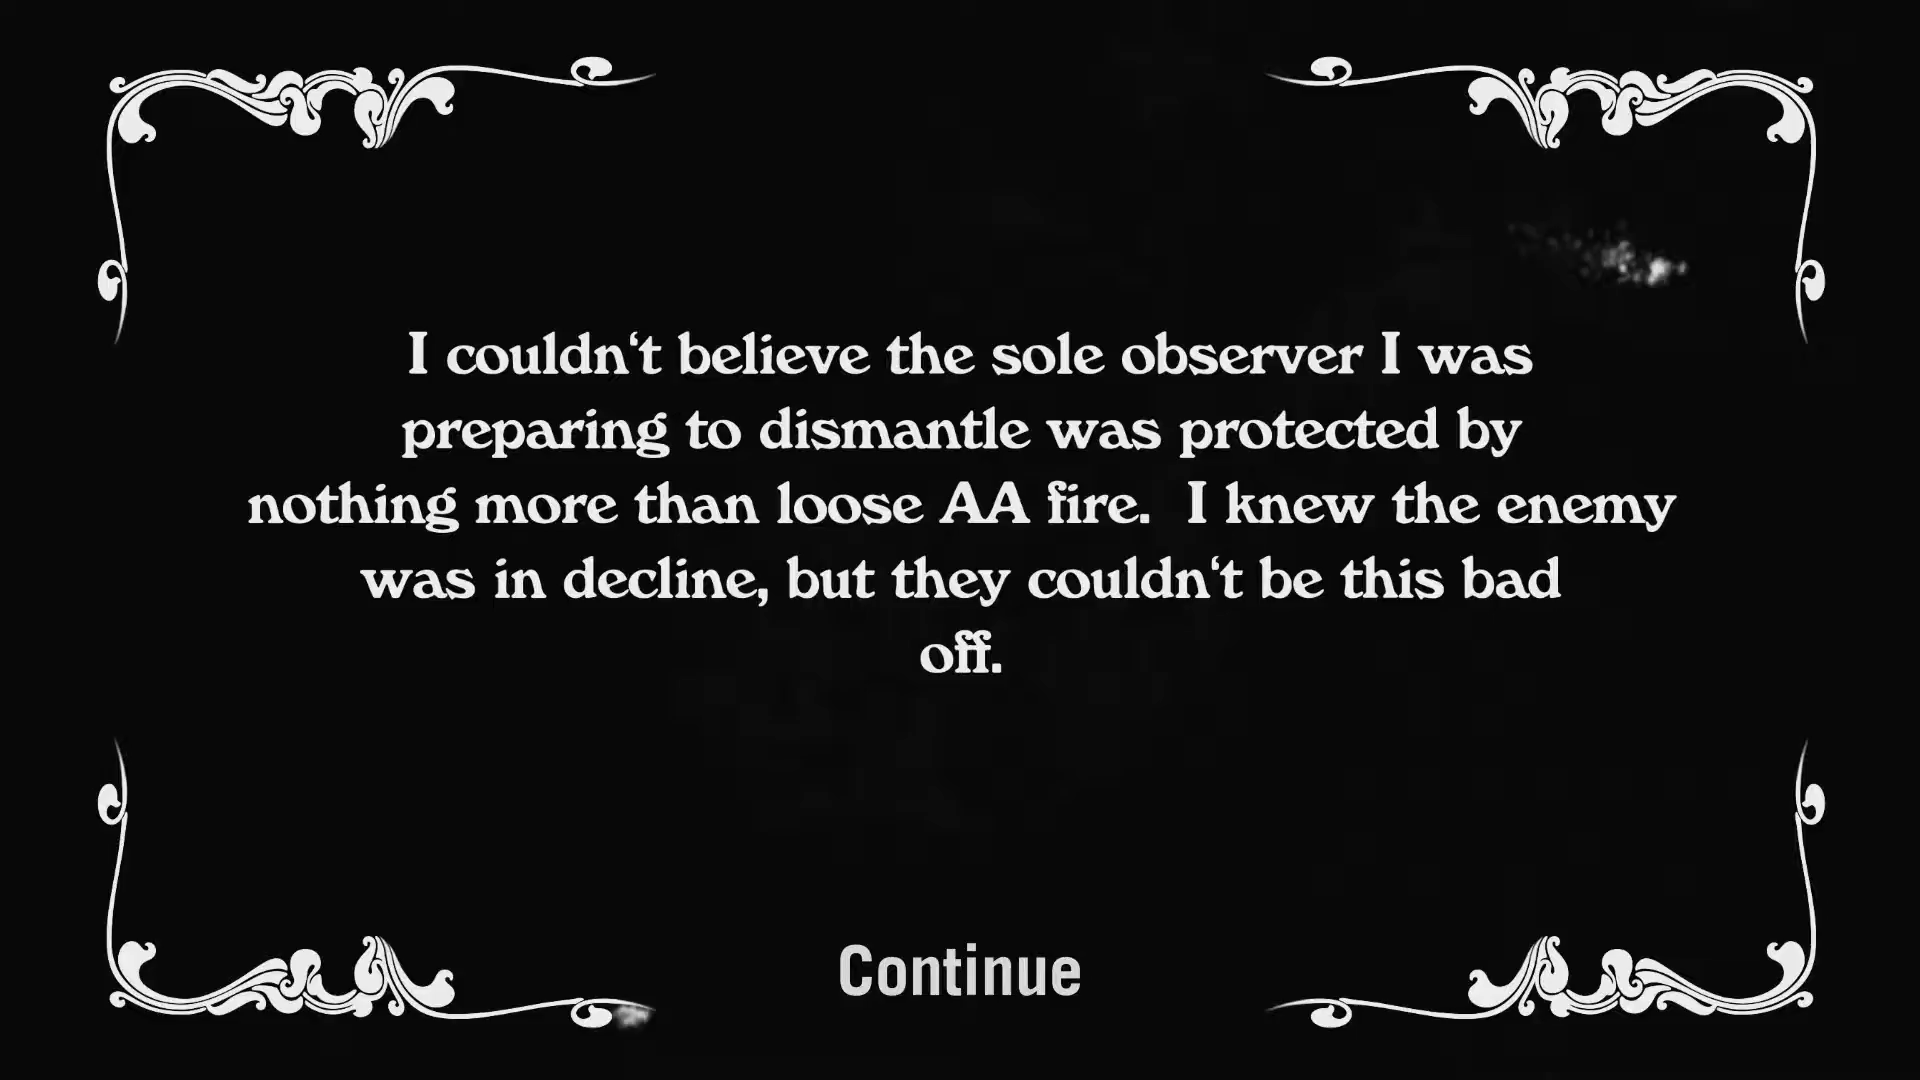 I couldn‘t believe the sole observer I was
preparing to dismantle was protected by
nothing more than loose AA fire.  I knew the enemy
was in decline, but they couldn‘t be this bad
off.
Continue